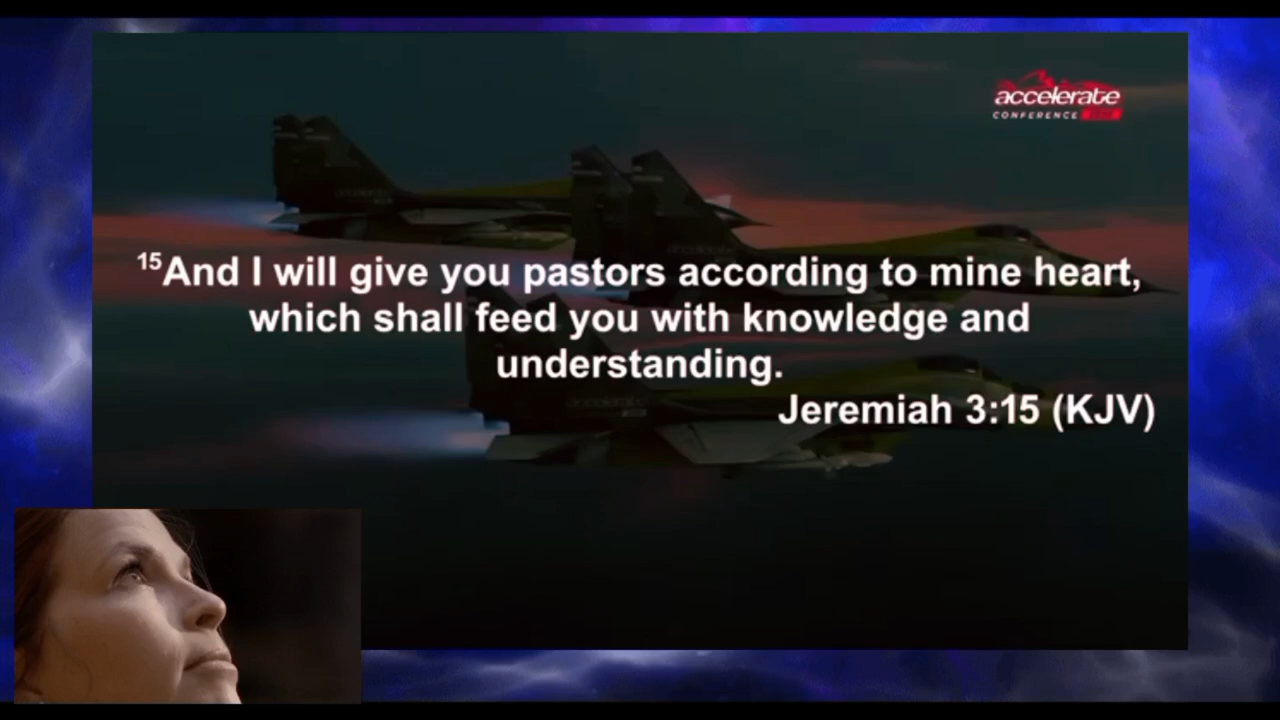 accelerate
CONFERENCE
15And I will give you pastors according to mine heart,
which shall feed you with knowledge and
understanding.
Jeremiah 3:15 (KJV)